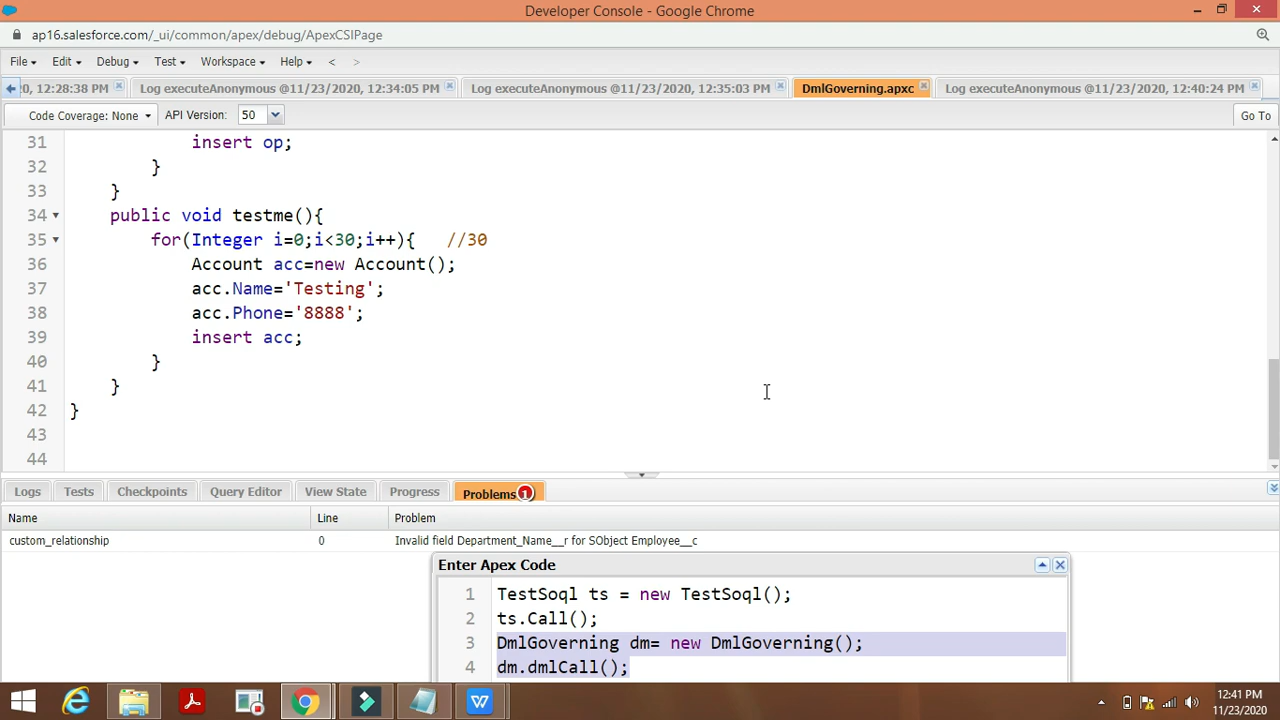 Developer Console - Google Chrome
ap16.salesforce.com/_ui/common/apex/debug/ApexCSIPage
File Edit Debug Test Workspace Help < >
0, 12:28:38 PM Log executeAnonymous @11/23/2020, 12:34:05 PM Log executeAnonymous @11/23/2020, 12:35:03 PM DmlGoverning.apxc Log executeAnonymous @11/23/2020, 12:40:24 PM
Code Coverage: None API Version: 50 Go To
31 insert op;
32 }
33 }
34 public void testme(){
35 for(Integer i=0;i<30;i++){ //30
36 Account acc=new Account();
37 acc.Name='Testing';
38 acc.Phone='8888';
39 insert acc;
40 }
41 }
42 }
43
44
Logs Tests Checkpoints Query Editor View State Progress Problems 1
Name Line Problem
custom_relationship 0 Invalid field Department_Name__r for SObject Employee__c
Enter Apex Code
1 TestSoql ts = new TestSoql();
2 ts.Call();
3 DmlGoverning dm= new DmlGoverning();
4 dm.dmlCall();
12:41 PM
11/23/2020